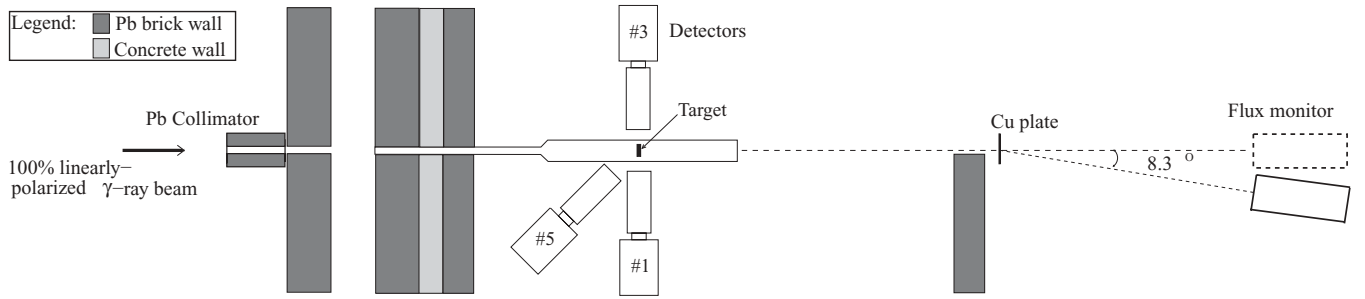 Legend:
Pb brick wall
Concrete wall
#3
Detectors
Pb Collimator
Target
Cu plate
Flux monitor
100% linearly−
polarized γ−ray beam
8.3 °
#5
#1